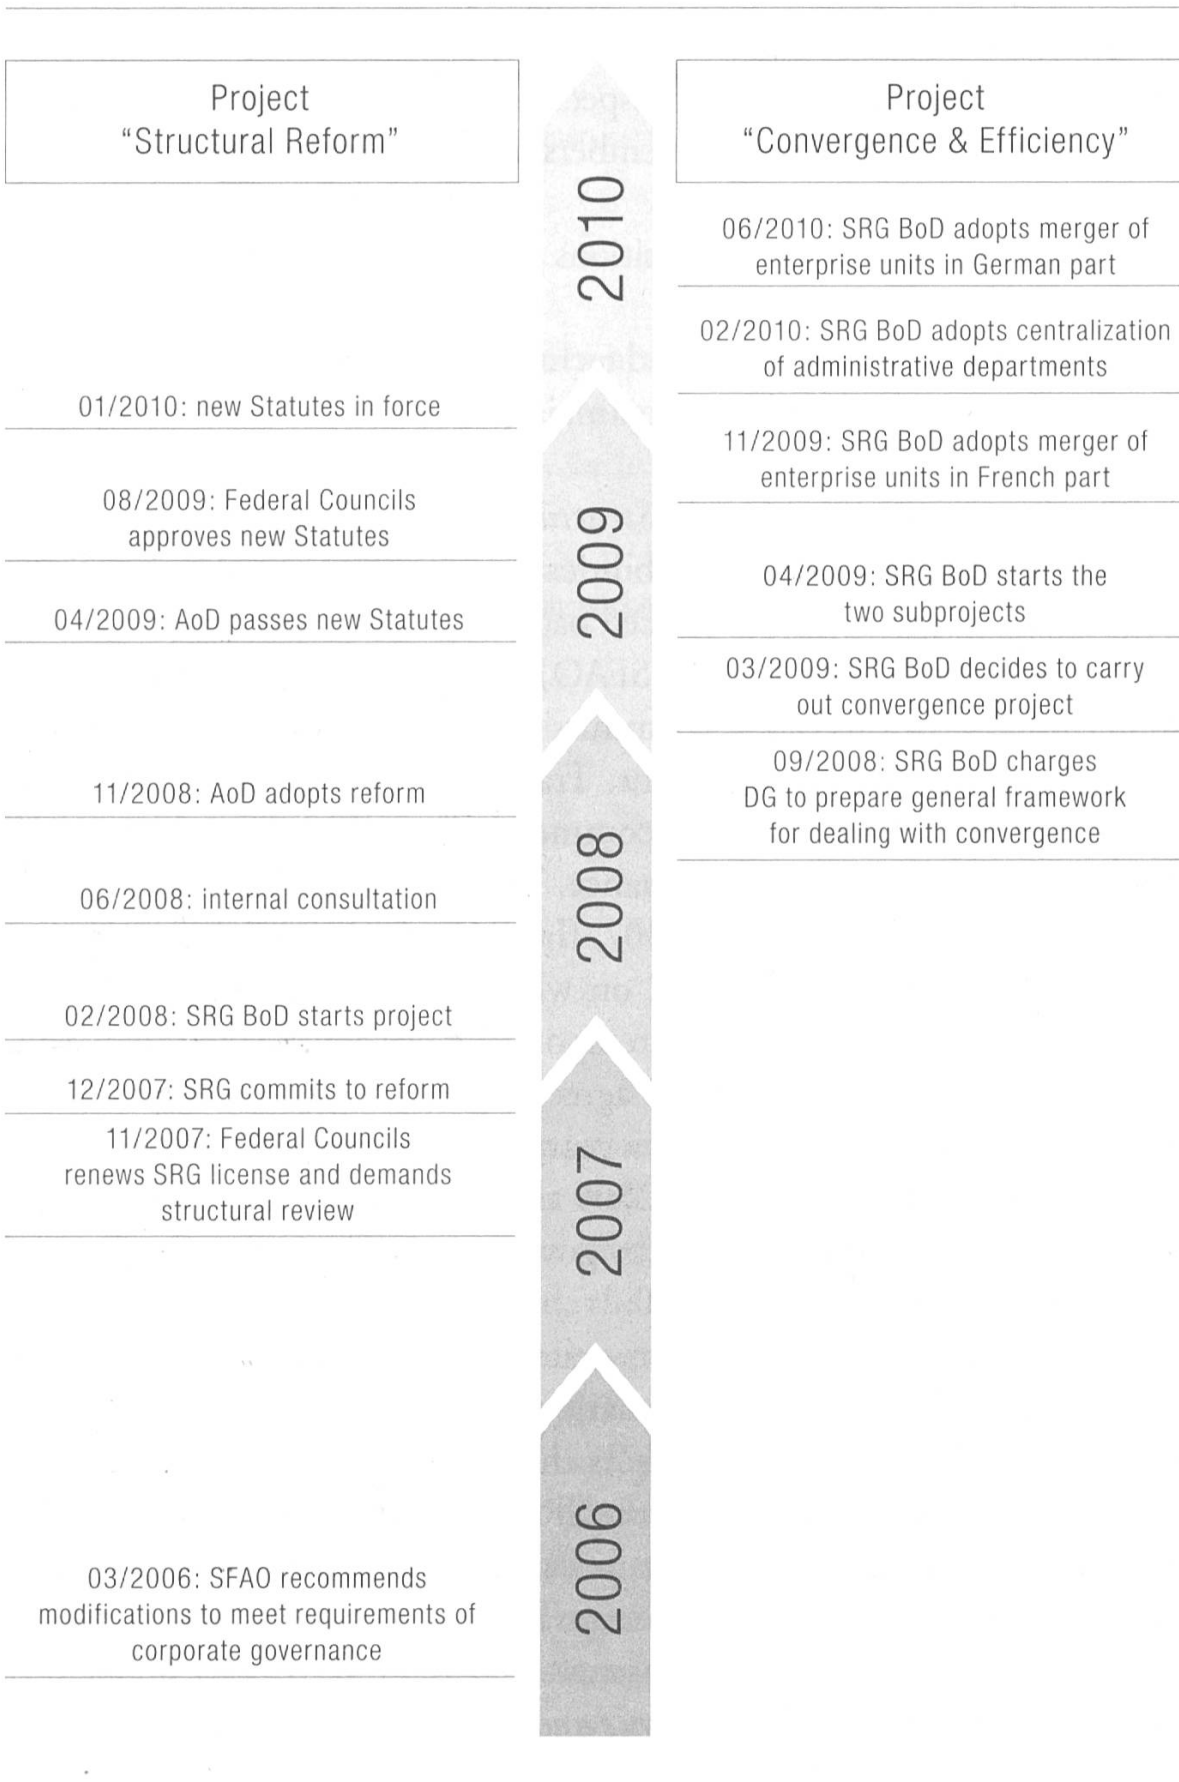 Project
“Structural Reform”
01/2010: new Statutes in force
08/2009: Federal Councils
approves new Statutes
04/2009: AoD passes new Statutes
11/2008: AoD adopts reform
06/2008: internal consultation
02/2008: SRG BoD starts project
12/2007: SRG commits to reform
11/2007: Federal Councils
renews SRG license and demands
structural review
03/2006: SFAO recommends
modifications to meet requirements of
corporate governance
2010
2009
2008
2007
2006
Project
“Convergence & Efficiency”
06/2010: SRG BoD adopts merger of
enterprise units in German part
02/2010: SRG BoD adopts centralization
of administrative departments
11/2009: SRG BoD adopts merger of
enterprise units in French part
04/2009: SRG BoD starts the
two subprojects
03/2009: SRG BoD decides to carry
out convergence project
09/2008: SRG BoD charges
DG to prepare general framework
for dealing with convergence